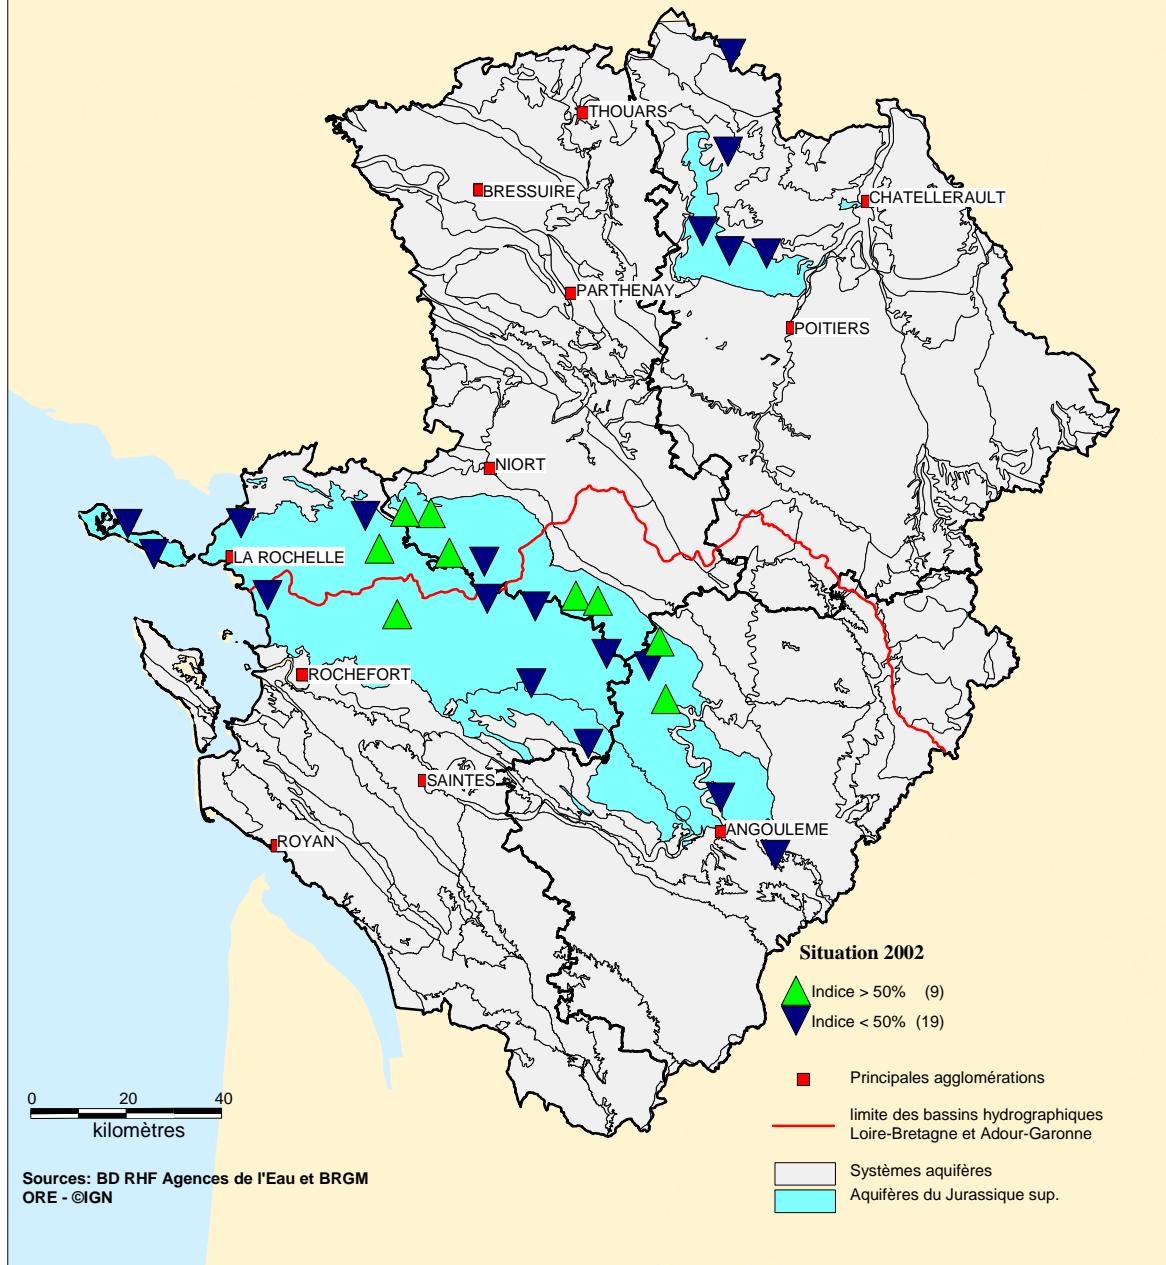 THOUARS
BRESSUIRE
CHATELLERAULT
PARTHENAY
POITIERS
NIORT
LA ROCHELLE
ROCHEFORT
SAINTES
ANGOULEME
ROYAN
Situation 2002
Indice > 50% (9)
Indice < 50% (19)
Principales agglomérations
limite des bassins hydrographiques
Loire-Bretagne et Adour-Garonne
Systèmes aquifères
Aquifères du Jurassique sup.
0 20 40
kilomètres
Sources: BD RHF Agences de l'Eau et BRGM
ORE - ©IGN